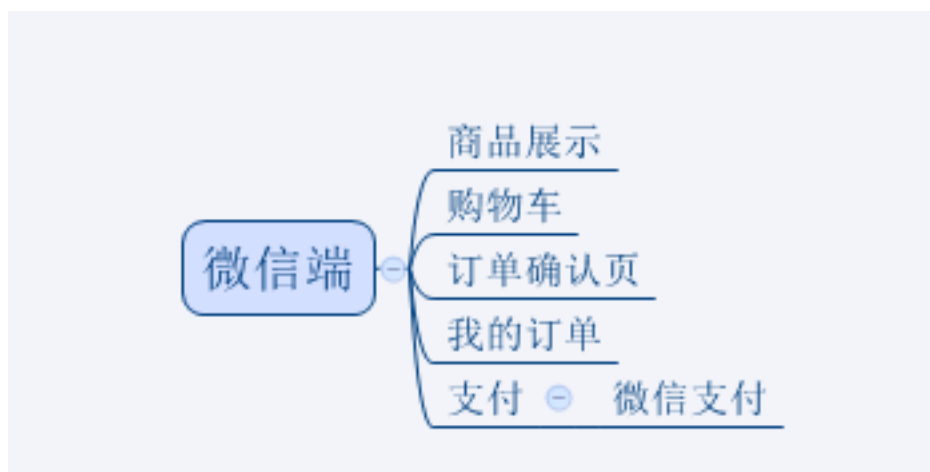 商品展示
购物车
微信端
订单确认页
我的订单
支付 微信支付